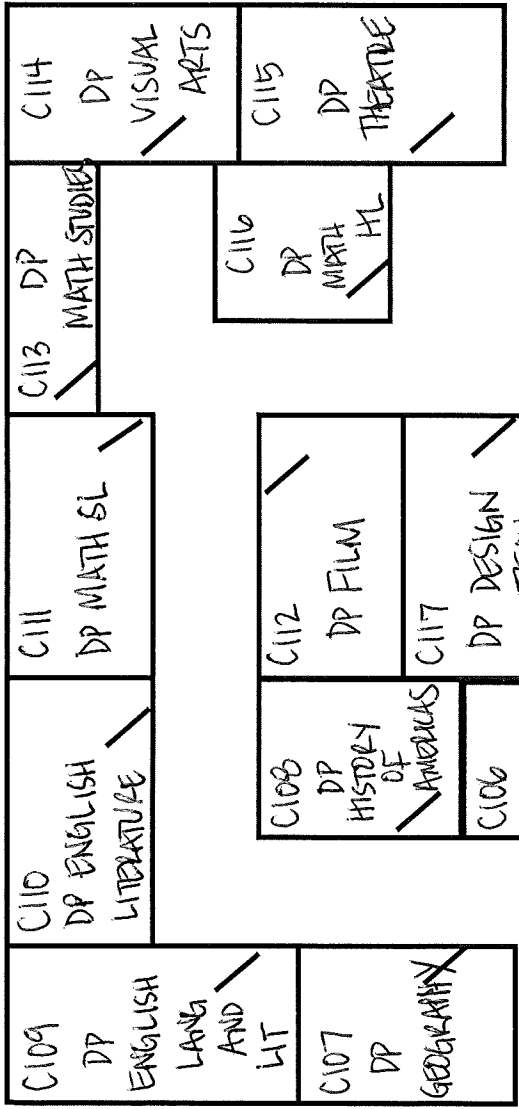 C109
DP
ENGLISH
LANG
AND
LIT
C110
DP ENGLISH
LITERATURE
C111
DP MATH SL
C113 DP
MATH STUDIES
C114
DP
VISUAL
ARTS
C107
DP
GEOGRAPHY
C108
DP
HISTORY
OF
AMERICAS
C112
DP FILM
C116
DP
MATH
HL
C115
DP
THEATRE
C106
C117
DP DESIGN